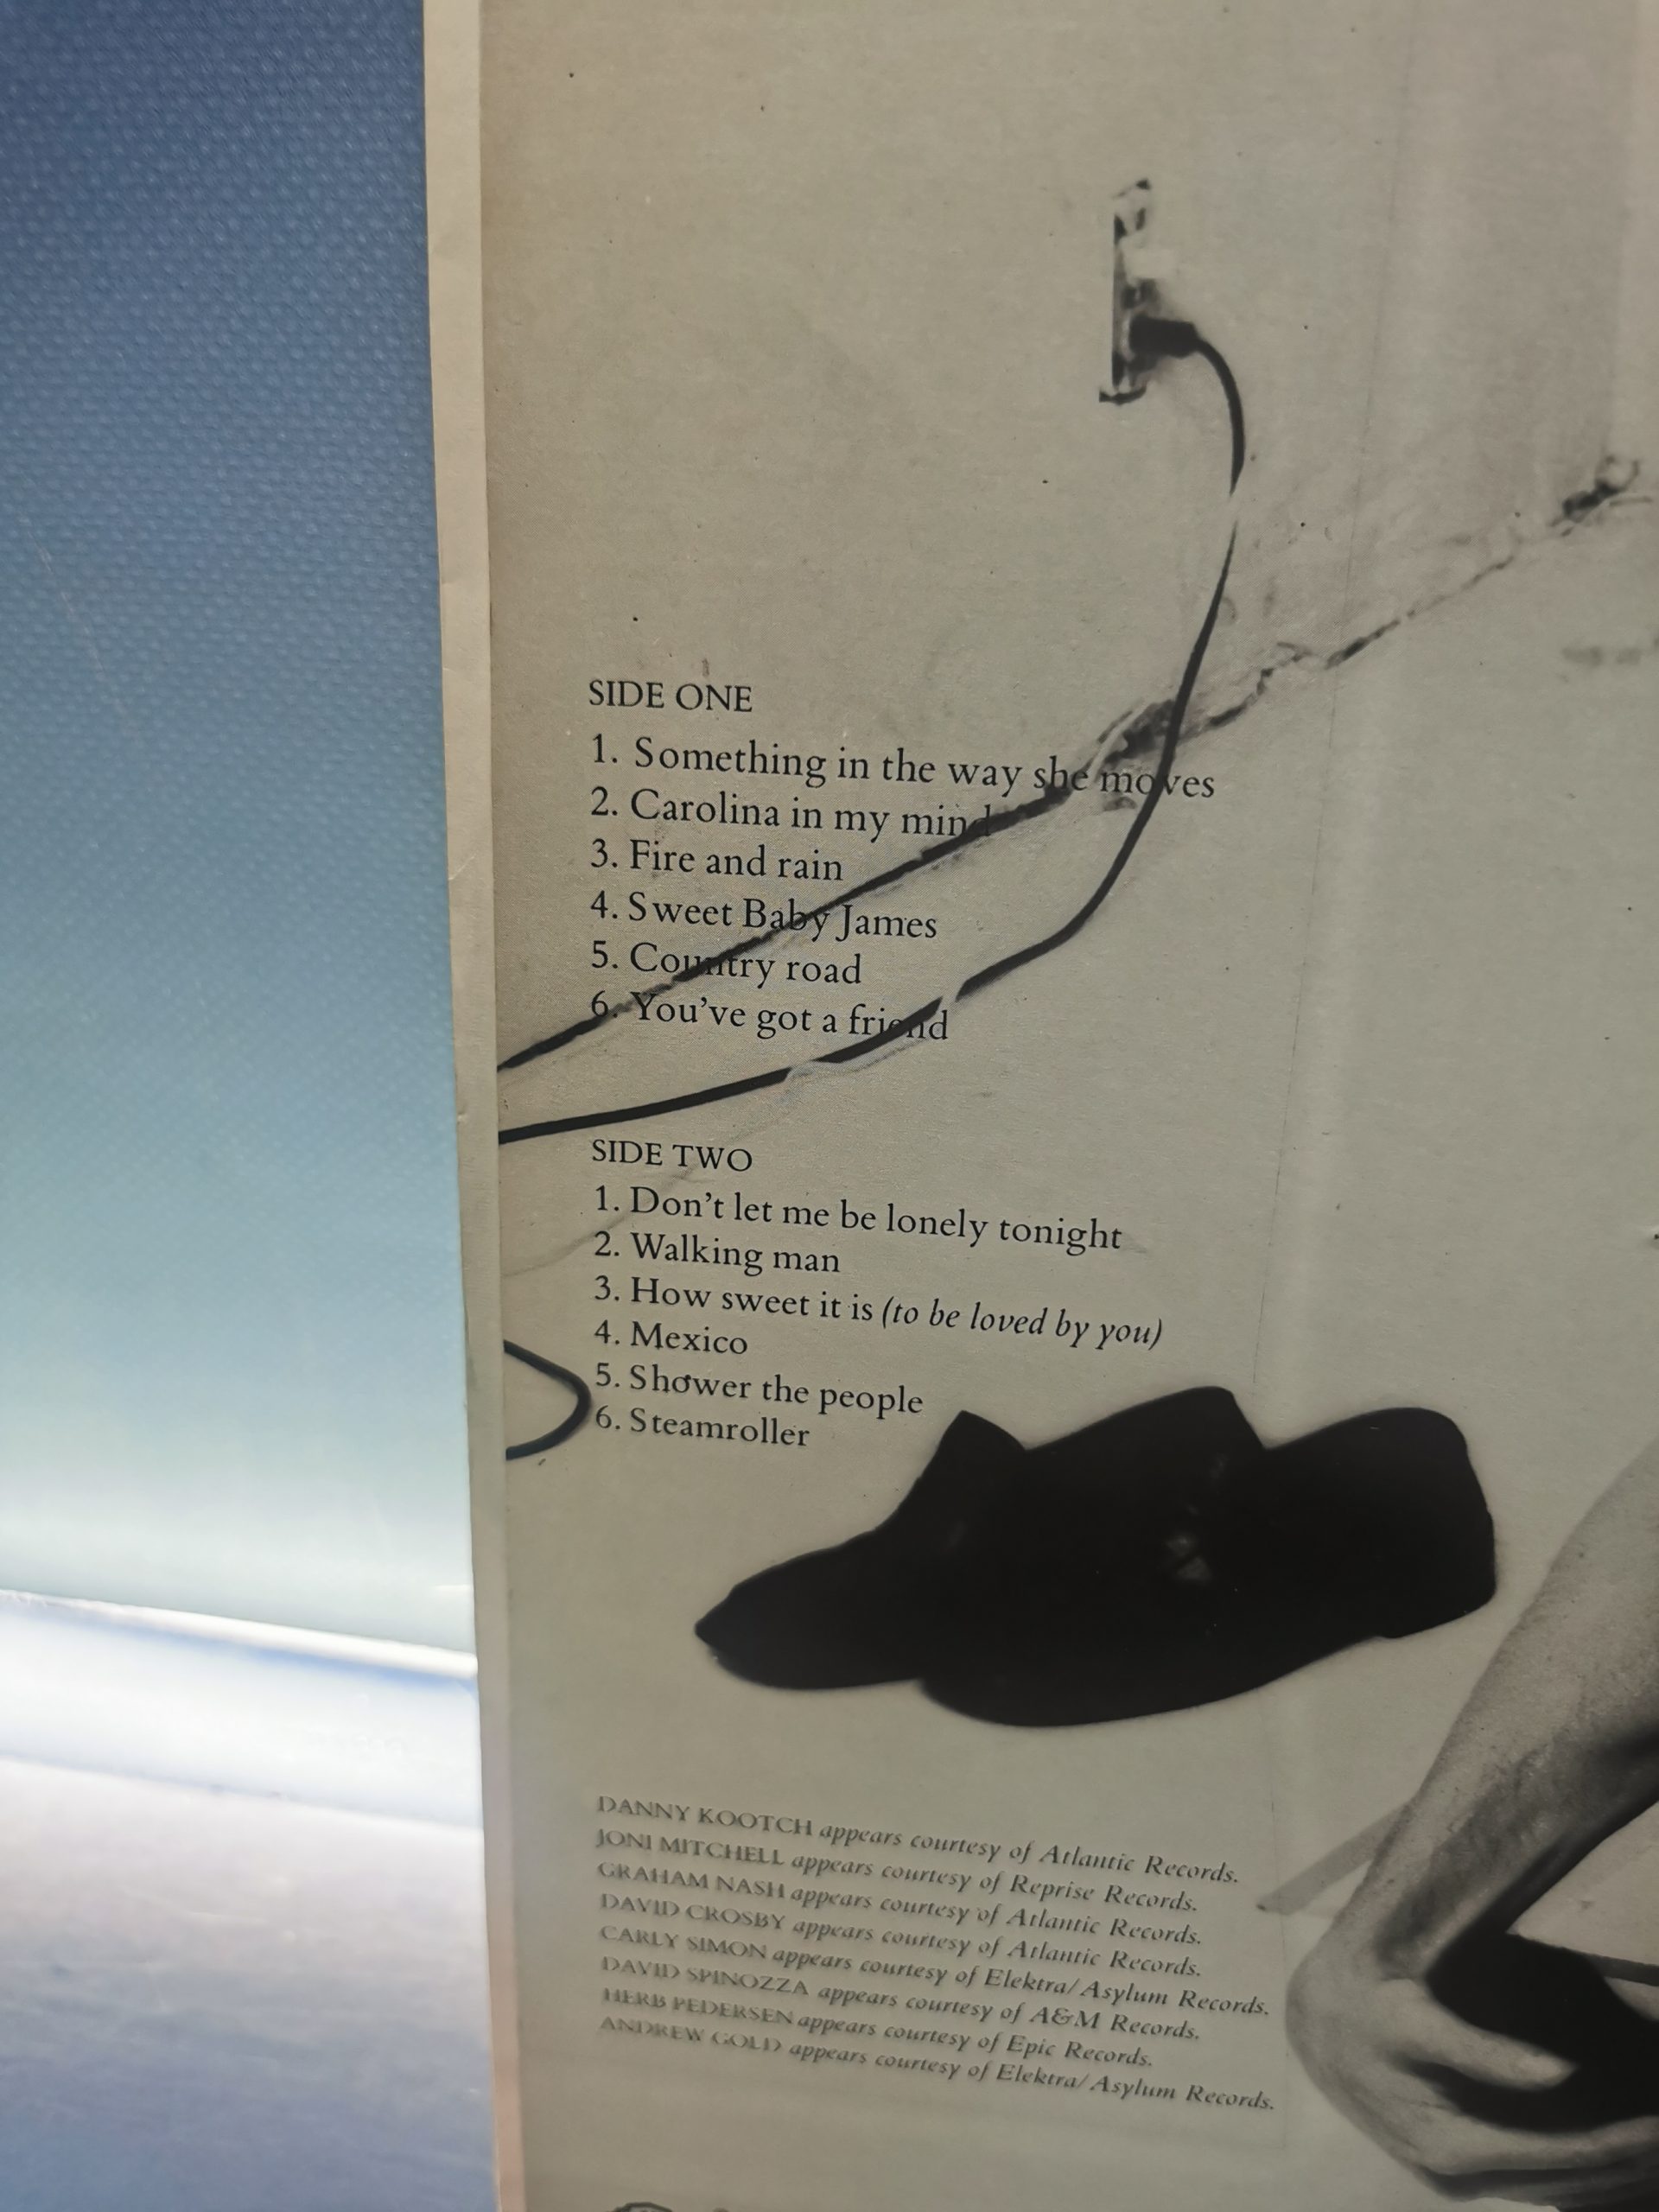 SIDE ONE
1. Something in the way she moves
2. Carolina in my mind
3. Fire and rain
4. Sweet Baby James
5. Country road
6. You've got a friend
SIDE TWO
1. Don't let me be lonely tonight
2. Walking man
3. How sweet it is (to be loved by you)
4. Mexico
5. Shower the people
6. Steamroller
DANNY KOOTCH appears courtesy of Atlantic Records.
JONI MITCHELL appears courtesy of Reprise Records.
GRAHAM NASH appears courtesy of Atlantic Records.
DAVID CROSBY appears courtesy of Atlantic Records.
CARLY SIMON appears courtesy of Elektra/Asylum Records.
DAVID SPINOZZA appears courtesy of A&M Records.
HERB PEDERSEN appears courtesy of Epic Records.
ANDREW GOLD appears courtesy of Elektra/Asylum Records.